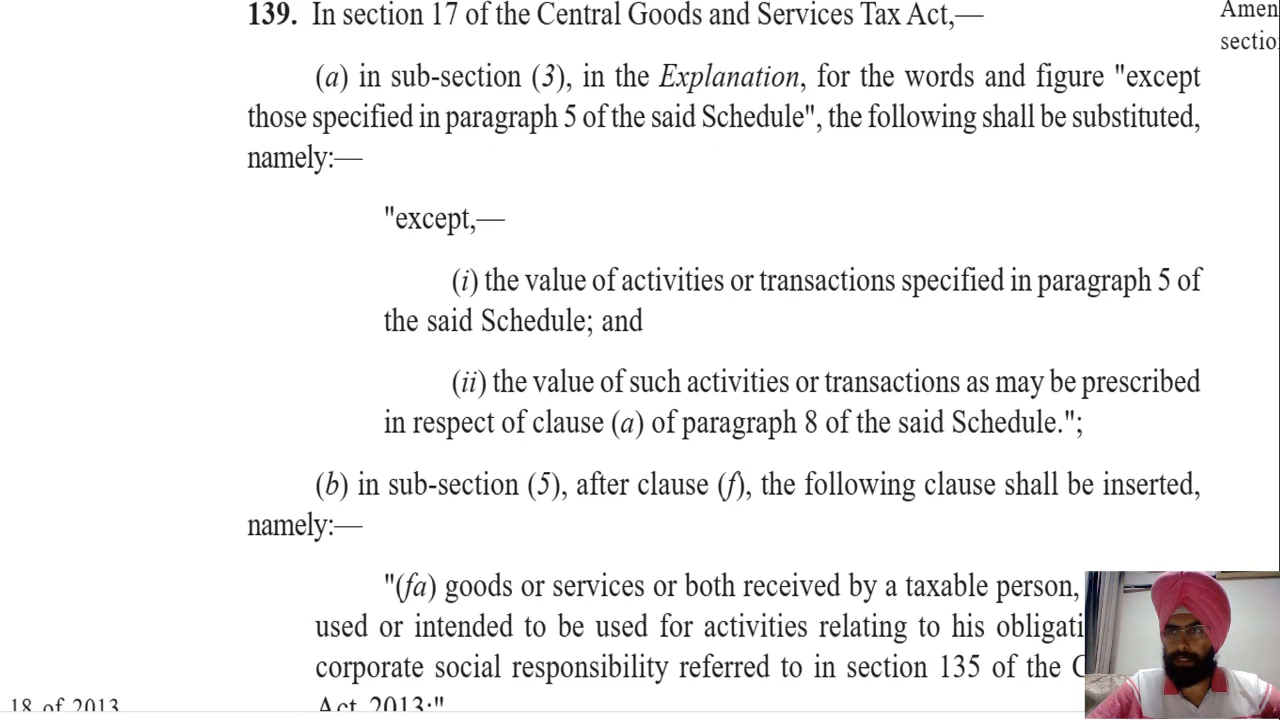 139. In section 17 of the Central Goods and Services Tax Act,—
Amen
sectio
(a) in sub-section (3), in the Explanation, for the words and figure "except
those specified in paragraph 5 of the said Schedule", the following shall be substituted,
namely:—
"except,—
(i) the value of activities or transactions specified in paragraph 5 of
the said Schedule; and
(ii) the value of such activities or transactions as may be prescribed
in respect of clause (a) of paragraph 8 of the said Schedule.";
(b) in sub-section (5), after clause (f), the following clause shall be inserted,
namely:—
"(fa) goods or services or both received by a taxable person,
used or intended to be used for activities relating to his obligati
corporate social responsibility referred to in section 135 of the C
18 of 2013
Act, 2013;"